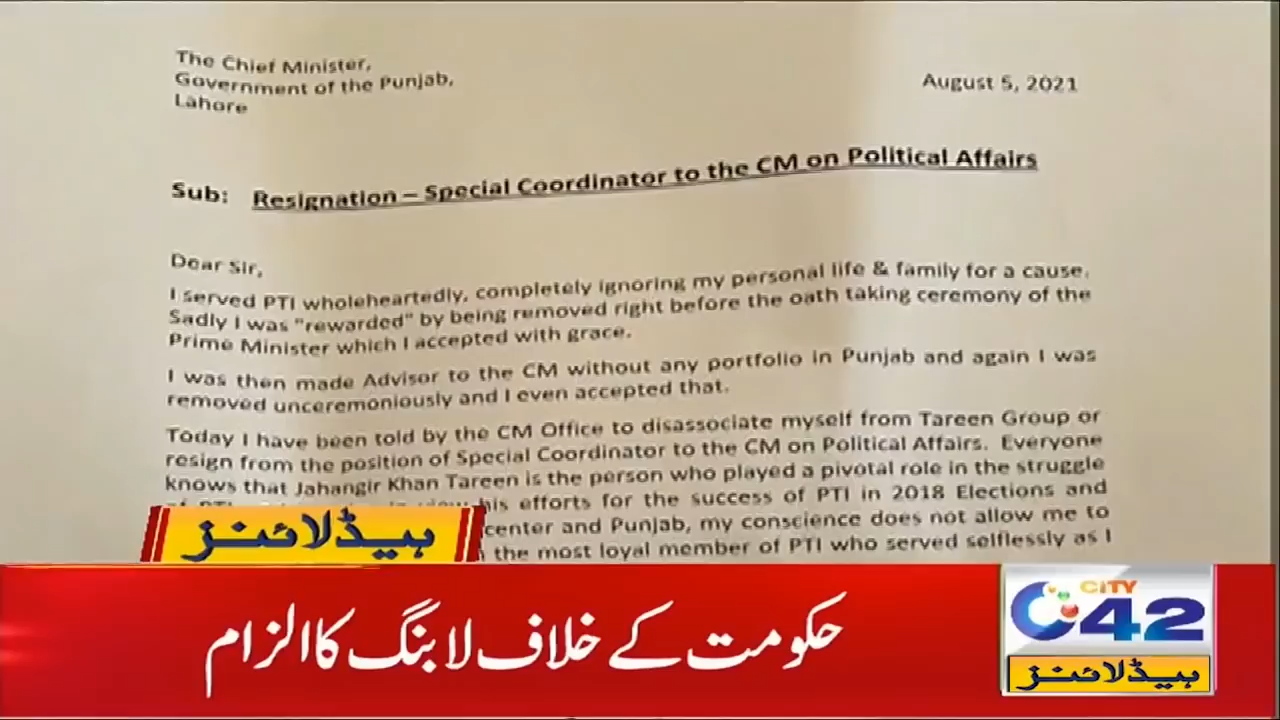 The Chief Minister,
Government of the Punjab,
Lahore
August 5, 2021
Sub: Resignation – Special Coordinator to the CM on Political Affairs
Dear Sir,
I served PTI wholeheartedly, completely ignoring my personal life & family for a cause.
Sadly I was "rewarded" by being removed right before the oath taking ceremony of the
Prime Minister which I accepted with grace.
I was then made Advisor to the CM without any portfolio in Punjab and again I was
removed unceremoniously and I even accepted that.
Today I have been told by the CM Office to disassociate myself from Tareen Group or
resign from the position of Special Coordinator to the CM on Political Affairs. Everyone
knows that Jahangir Khan Tareen is the person who played a pivotal role in the struggle
his efforts for the success of PTI in 2018 Elections and
center and Punjab, my conscience does not allow me to
the most loyal member of PTI who served selflessly as I
ہیڈلائنز
حکومت کے خلاف لابنگ کا الزام
CITY
42
ہیڈلائنز